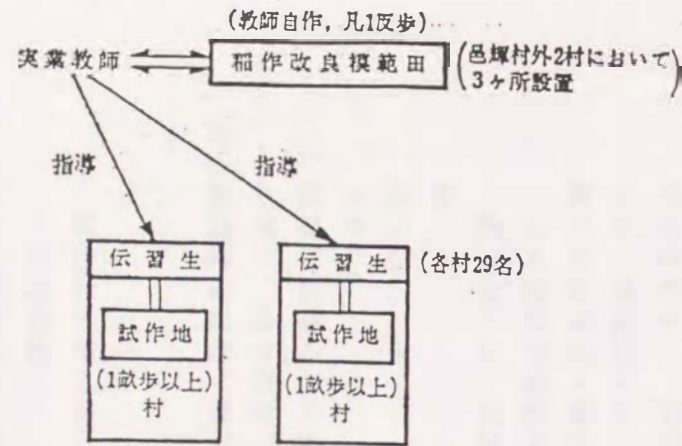 (教師自作，凡1反歩)
実業教師
稲作改良模範田
(邑輝村外2村において
3ヶ所設置)
指導
指導
伝習生
伝習生
(各村29名)
試作地
試作地
(1畝歩以上)
(1畝歩以上)
村
村